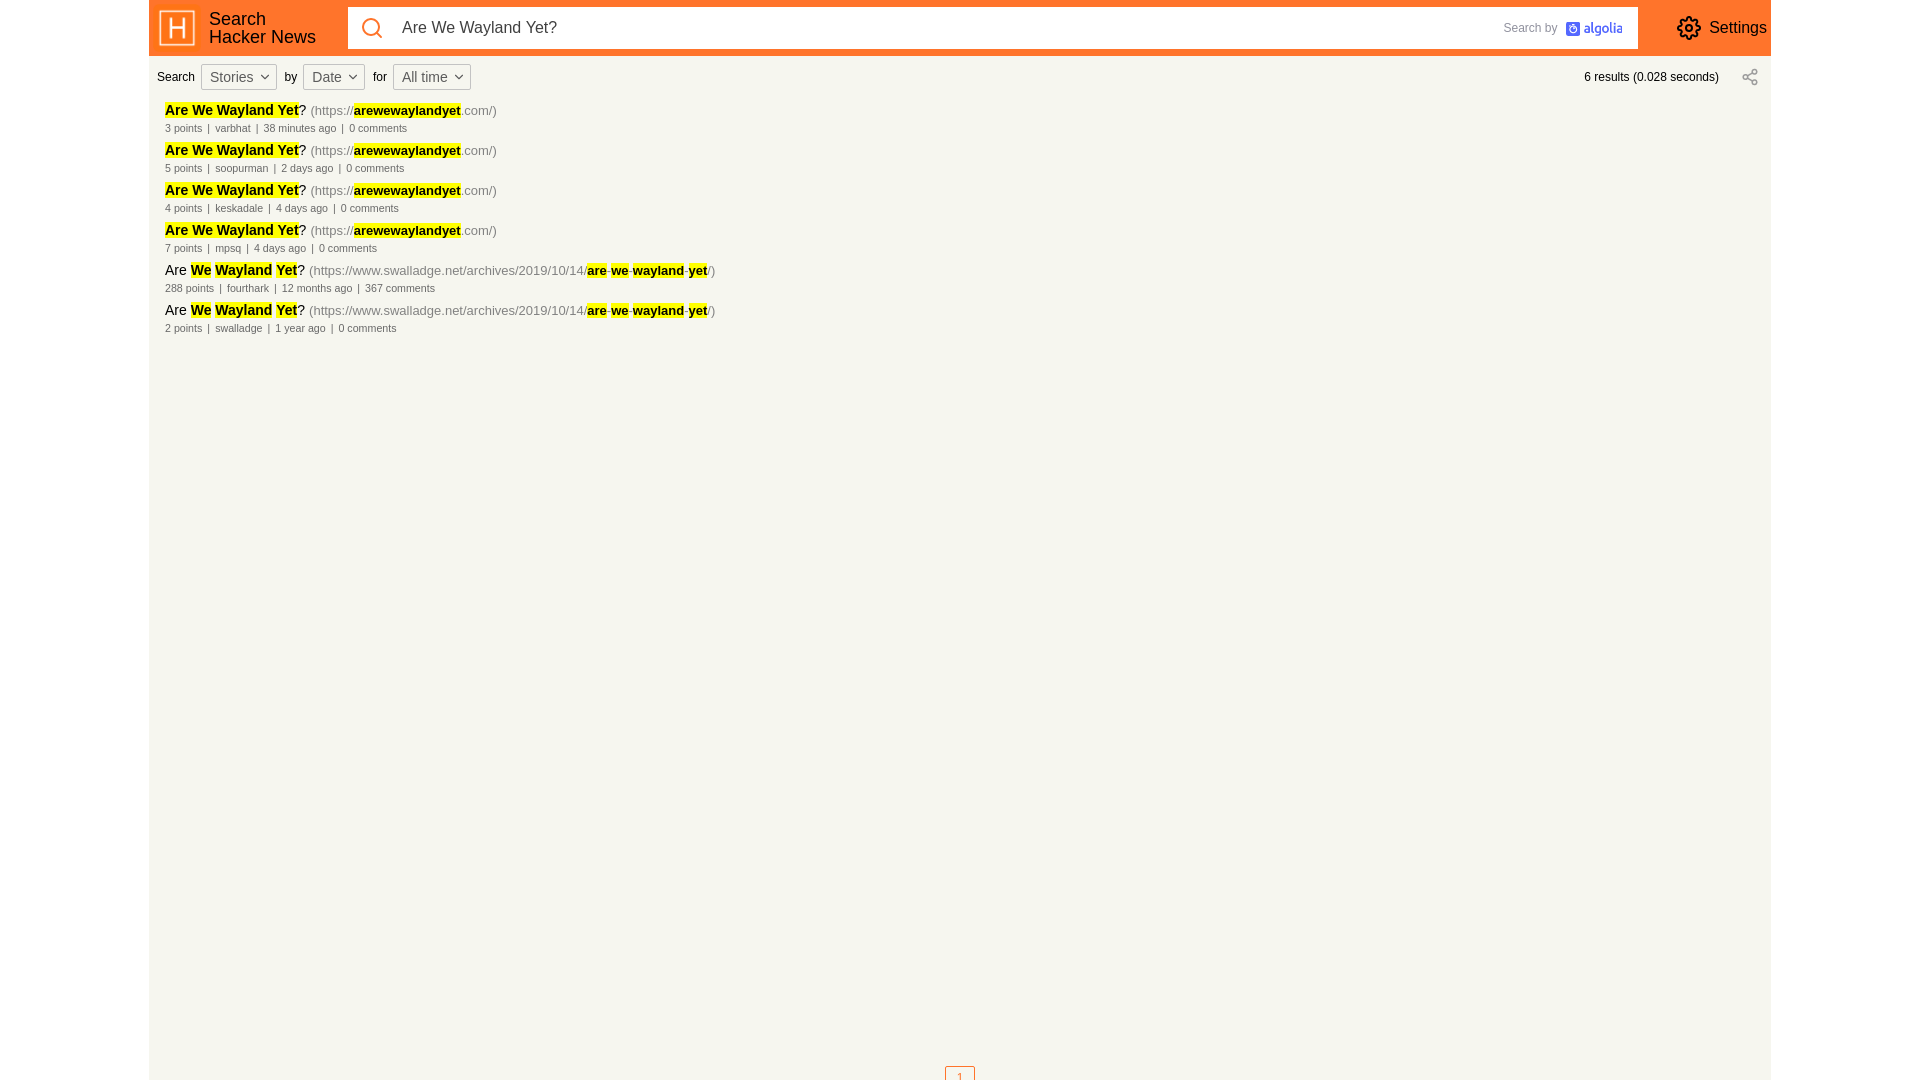 Search
Hacker News
Are We Wayland Yet?
Search by algolia
Settings
Search Stories by Date for All time
6 results (0.028 seconds)
Are We Wayland Yet? (https://arewewaylandyet.com/)
3 points | varbhat | 38 minutes ago | 0 comments
Are We Wayland Yet? (https://arewewaylandyet.com/)
5 points | soopurman | 2 days ago | 0 comments
Are We Wayland Yet? (https://arewewaylandyet.com/)
4 points | keskadale | 4 days ago | 0 comments
Are We Wayland Yet? (https://arewewaylandyet.com/)
7 points | mpsq | 4 days ago | 0 comments
Are We Wayland Yet? (https://www.swalladge.net/archives/2019/10/14/are-we-wayland-yet/)
288 points | fourthark | 12 months ago | 367 comments
Are We Wayland Yet? (https://www.swalladge.net/archives/2019/10/14/are-we-wayland-yet/)
2 points | swalladge | 1 year ago | 0 comments
1